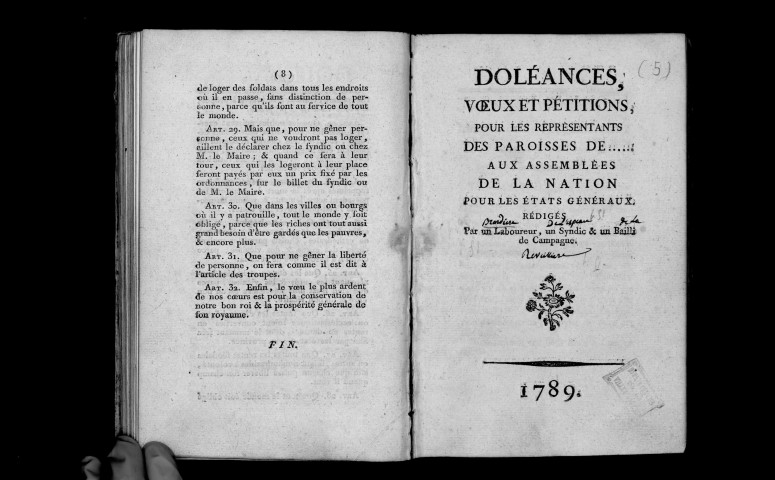 (8)
de loger des soldats dans tous les endroits
où il en passe, sans distinction de per-
sonne, parce qu'ils sont au service de tout
le monde.
ART. 29. Mais que, pour ne gêner per-
sonne, ceux qui ne voudront pas loger,
aillent le déclarer chez le syndic ou chez
M. le Maire; & quand ce sera à leur
tour, ceux qui les logeront à leur place
seront payés par eux un prix fixé par les
ordonnances, sur le billet du syndic ou
de M. le Maire.
ART. 30. Que dans les villes ou bourgs
où il y a patrouille, tout le monde y soit
obligé, parce que les riches ont tout aussi
grand besoin d'être gardés que les pauvres,
& encore plus.
ART. 31. Que pour ne gêner la liberté
de personne, on fera comme il est dit à
l'article des troupes.
ART. 32. Enfin, le vœu le plus ardent
de nos cœurs est pour la conservation de
notre bon roi & la prospérité générale de
son royaume.
FIN.
(5)
DOLÉANCES,
VŒUX ET PÉTITIONS,
POUR LES REPRÉSENTANTS
DES PAROISSES DE......
AUX ASSEMBLÉES
DE LA NATION
POUR LES ÉTATS GÉNÉRAUX,
RÉDIGÉS
de la
Par un Laboureur, un Syndic & un Bailli
de Campagne.
1789.